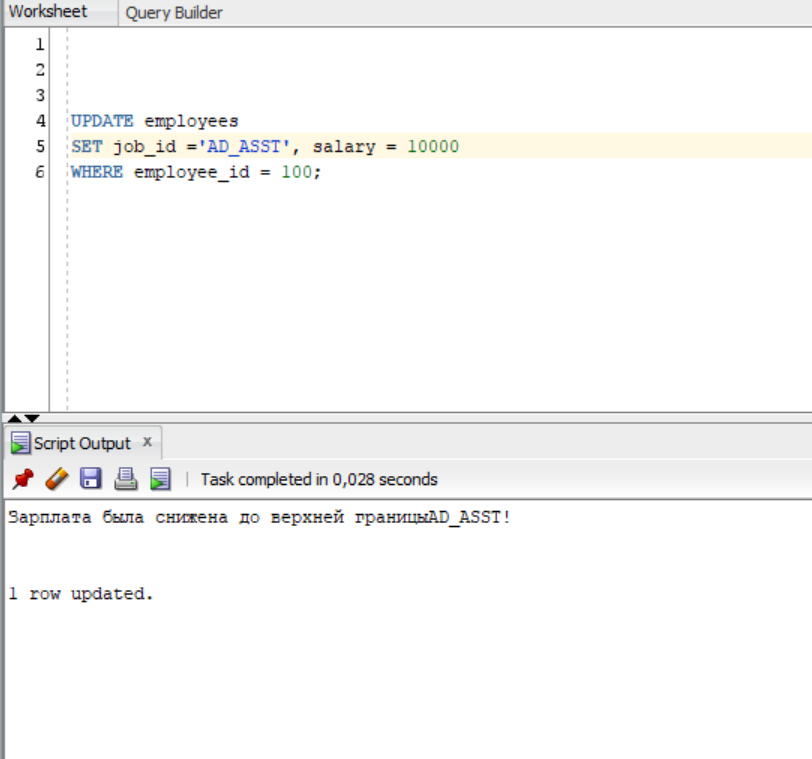 Worksheet Query Builder
1
2
3
4 UPDATE employees
5 SET job_id ='AD_ASST', salary = 10000
6 WHERE employee_id = 100;
Script Output x
Task completed in 0,028 seconds
Зарплата была снижена до верхней границыAD_ASST!
1 row updated.